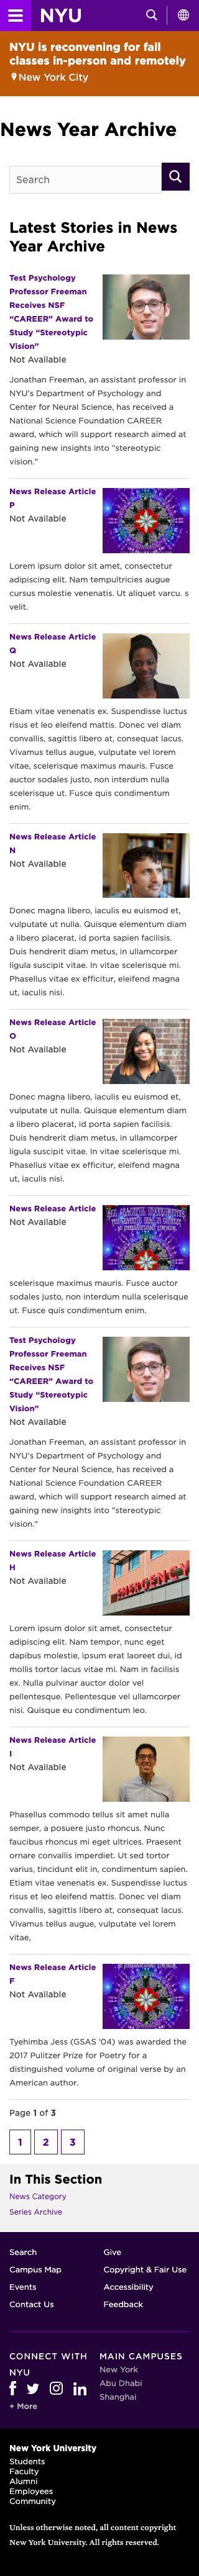 NYU
NYU is reconvening for fall
classes in-person and remotely
New York City
News Year Archive
Search
Latest Stories in News
Year Archive
Test Psychology
Professor Freeman
Receives NSF
“CAREER” Award to
Study “Stereotypic
Vision”
Not Available
Jonathan Freeman, an assistant professor in
NYU’s Department of Psychology and
Center for Neural Science, has received a
National Science Foundation CAREER
award, which will support research aimed at
gaining new insights into “stereotypic
vision.”
News Release Article
P
Not Available
Lorem ipsum dolor sit amet, consectetur
adipiscing elit. Nam tempultricies augue
cursus molestie venenatis. Ut aliquet varcu. s
velit.
News Release Article
Q
Not Available
Etiam vitae venenatis ex. Suspendisse luctus
risus et leo eleifend mattis. Donec vel diam
convallis, sagittis libero at, consequat lacus.
Vivamus tellus augue, vulputate vel lorem
vitae, scelerisque maximus mauris. Fusce
auctor sodales justo, non interdum nulla
scelerisque ut. Fusce quis condimentum
enim.
News Release Article
N
Not Available
Donec magna libero, iaculis eu euismod et,
vulputate ut nulla. Quisque elementum diam
a libero placerat, id porta sapien facilisis.
Duis hendrerit diam metus, in ullamcorper
ligula suscipit vitae. In vitae scelerisque mi.
Phasellus vitae ex efficitur, eleifend magna
ut, iaculis nisi.
News Release Article
O
Not Available
Donec magna libero, iaculis eu euismod et,
vulputate ut nulla. Quisque elementum diam
a libero placerat, id porta sapien facilisis.
Duis hendrerit diam metus, in ullamcorper
ligula suscipit vitae. In vitae scelerisque mi.
Phasellus vitae ex efficitur, eleifend magna
ut, iaculis nisi.
News Release Article
Not Available
scelerisque maximus mauris. Fusce auctor
sodales justo, non interdum nulla scelerisque
ut. Fusce quis condimentum enim.
Test Psychology
Professor Freeman
Receives NSF
“CAREER” Award to
Study “Stereotypic
Vision”
Not Available
Jonathan Freeman, an assistant professor in
NYU’s Department of Psychology and
Center for Neural Science, has received a
National Science Foundation CAREER
award, which will support research aimed at
gaining new insights into “stereotypic
vision.”
News Release Article
H
Not Available
EMERGENCY
Lorem ipsum dolor sit amet, consectetur
adipiscing elit. Nam tempor, nunc eget
dapibus molestie, ipsum erat laoreet dui, id
mollis tortor lacus vitae mi. Nam in facilisis
ex. Nulla pulvinar auctor dolor vel
pellentesque. Pellentesque vel ullamcorper
nisi. Quisque eu condimentum leo.
News Release Article
I
Not Available
Phasellus commodo tellus sit amet nulla
semper, a posuere justo rhoncus. Nunc
faucibus rhoncus mi eget ultrices. Praesent
ornare convallis imperdiet. Ut sed tortor
varius, tincidunt elit in, condimentum sapien.
Etiam vitae venenatis ex. Suspendisse luctus
risus et leo eleifend mattis. Donec vel diam
convallis, sagittis libero at, consequat lacus.
Vivamus tellus augue, vulputate vel lorem
vitae,
News Release Article
F
Not Available
Tyehimba Jess (GSAS '04) was awarded the
2017 Pulitzer Prize for Poetry for a
distinguished volume of original verse by an
American author.
Page 1 of 3
1 2 3
In This Section
News Category
Series Archive
Search Give
Campus Map Copyright & Fair Use
Events Accessibility
Contact Us Feedback
CONNECT WITH
NYU
+ More
MAIN CAMPUSES
New York
Abu Dhabi
Shanghai
New York University
Students
Faculty
Alumni
Employees
Community
Unless otherwise noted, all content copyright
New York University. All rights reserved.